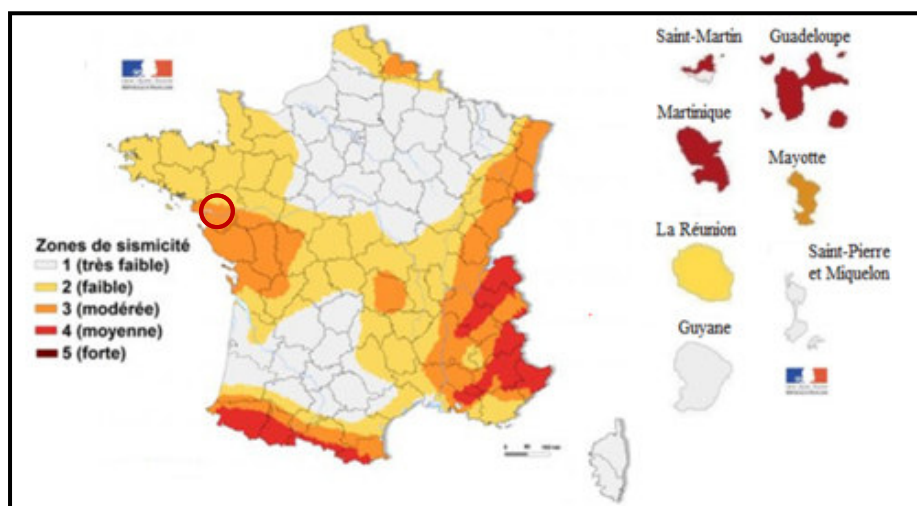 Saint-Martin
Guadeloupe
Martinique
Mayotte
La Réunion
Saint-Pierre
et Miquelon
Guyane
Zones de sismicité
1 (très faible)
2 (faible)
3 (modérée)
4 (moyenne)
5 (forte)